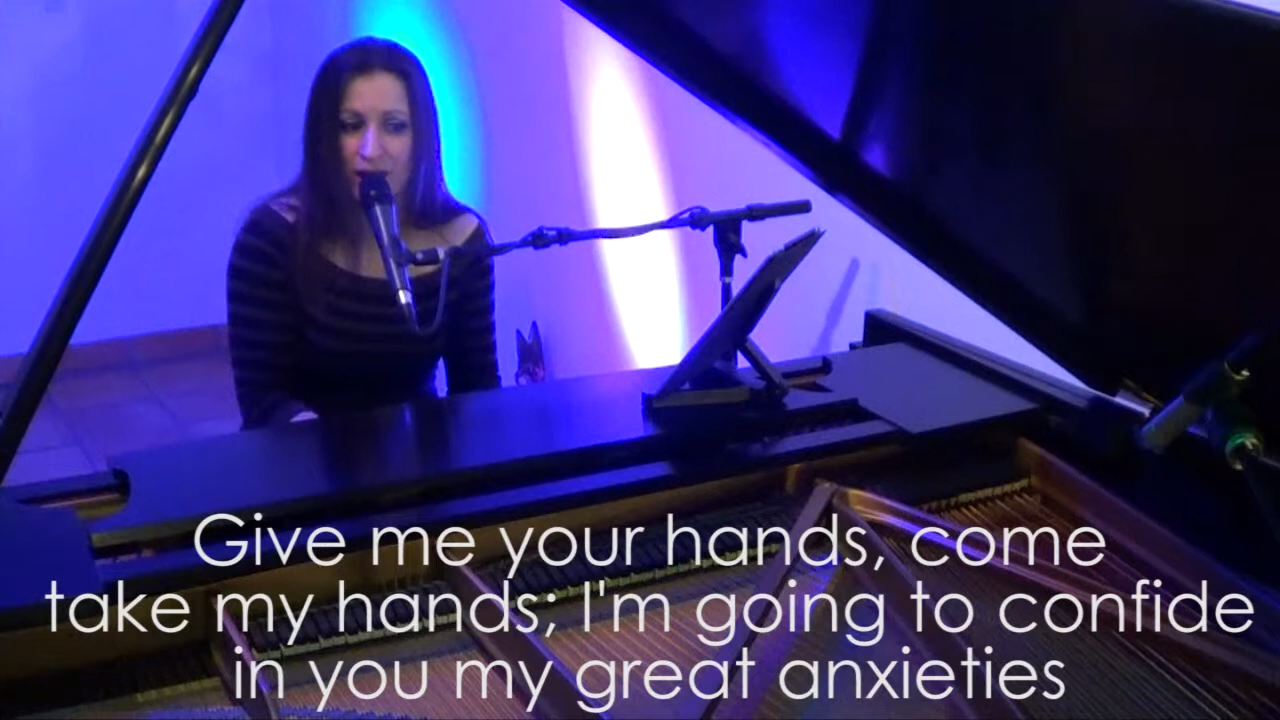 Give me your hands, come
take my hands; I'm going to confide
in you my great anxieties